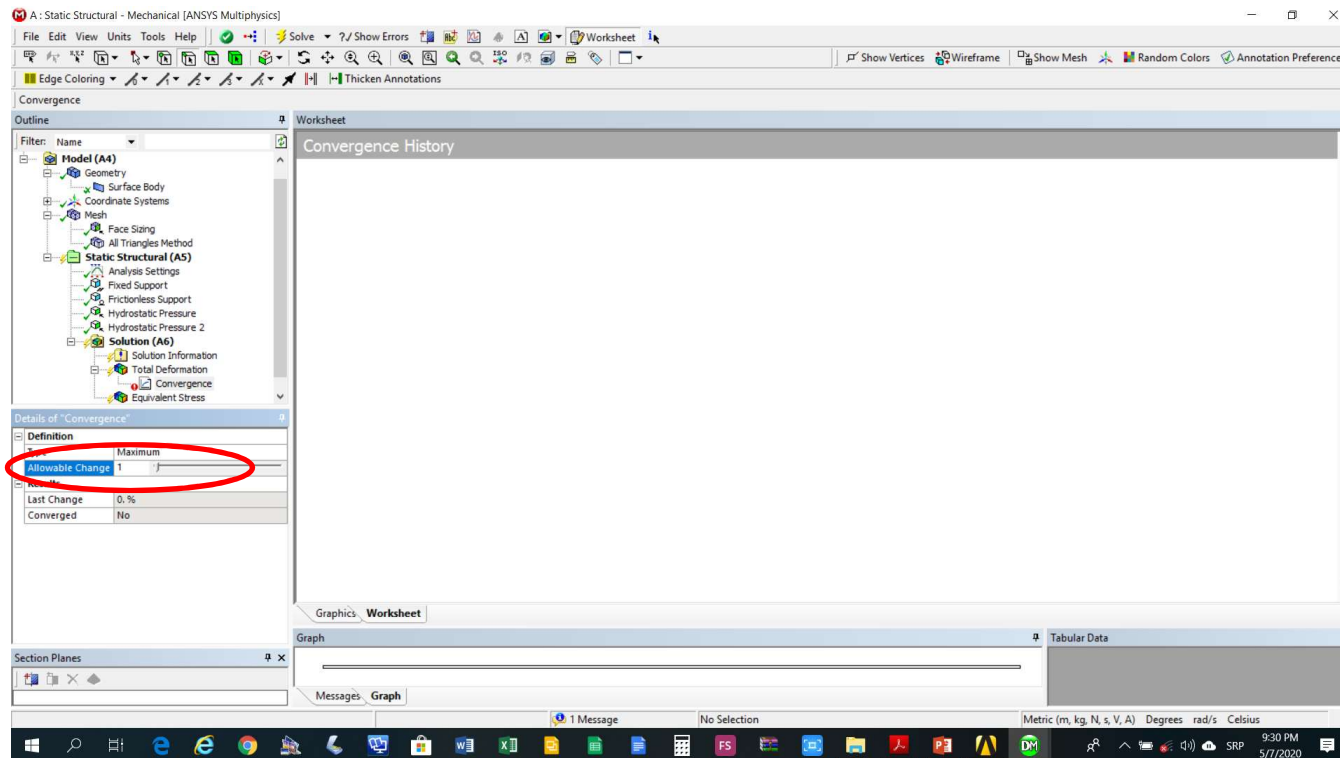 A : Static Structural - Mechanical [ANSYS Multiphysics]
File Edit View Units Tools Help Solve ?/ Show Errors Worksheet
Show Vertices Wireframe Show Mesh Random Colors Annotation Preference
Edge Coloring Thicken Annotations
Convergence
Outline
Worksheet
Filter: Name
Convergence History
Model (A4)
Geometry
Surface Body
Coordinate Systems
Mesh
Face Sizing
All Triangles Method
Static Structural (A5)
Analysis Settings
Fixed Support
Frictionless Support
Hydrostatic Pressure
Hydrostatic Pressure 2
Solution (A6)
Solution Information
Total Deformation
Convergence
Equivalent Stress
Details of "Convergence"
Definition
Type Maximum
Allowable Change 1
Results
Last Change 0. %
Converged No
Graphics Worksheet
Graph
Tabular Data
Section Planes
Messages Graph
1 Message No Selection Metric (m, kg, N, s, V, A) Degrees rad/s Celsius
FS
DM
SRP
9:30 PM
5/7/2020